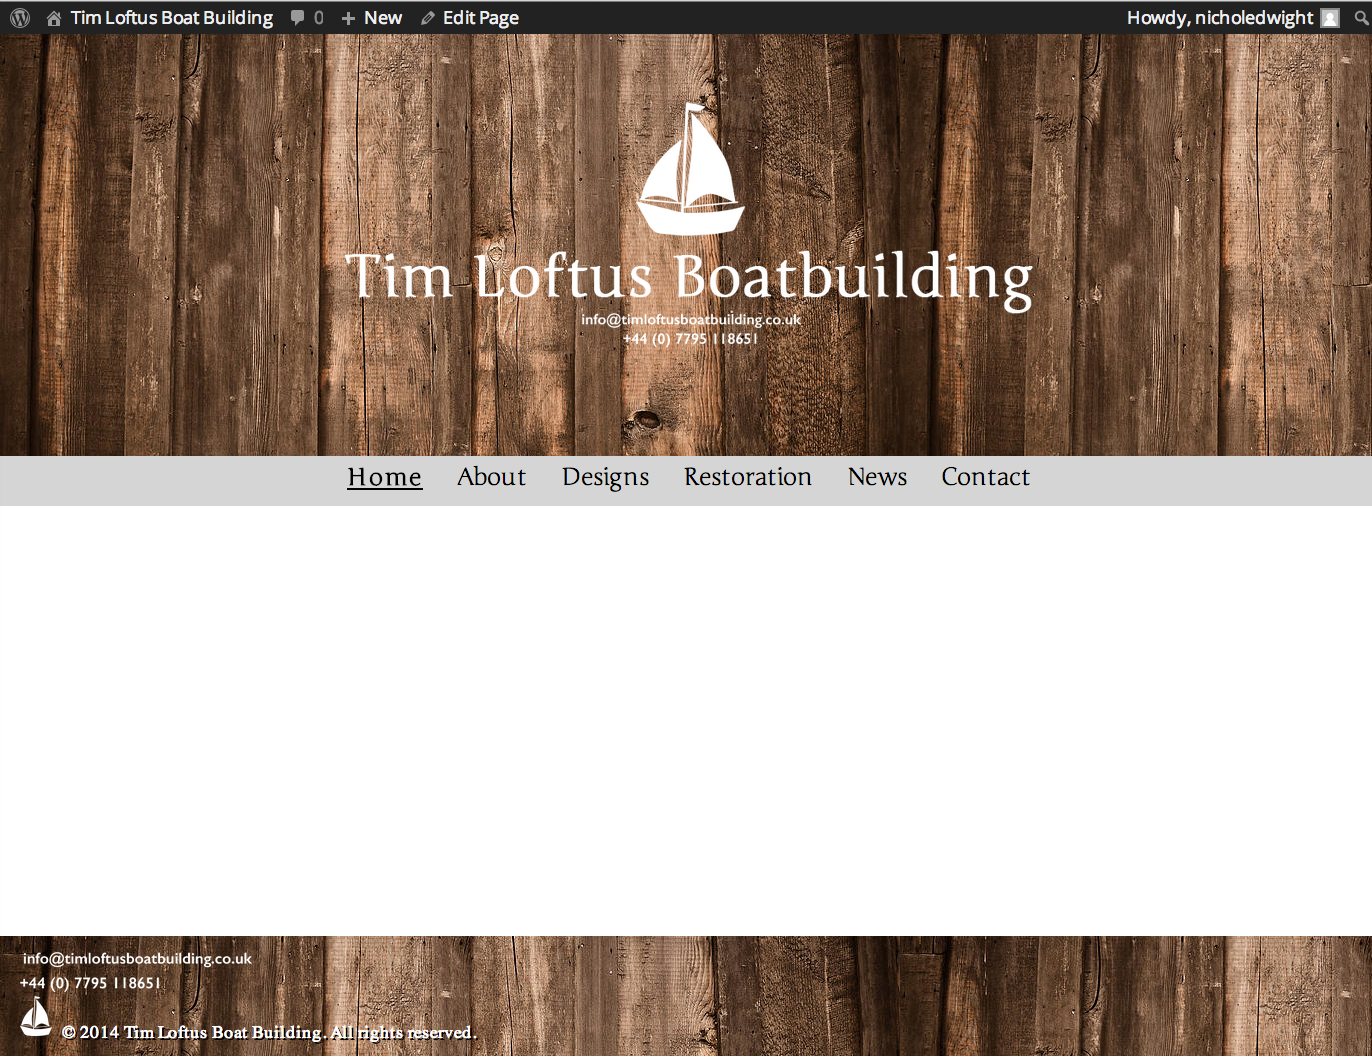 Tim Loftus Boat Building 0 New Edit Page Howdy, nicholedwight
Tim Loftus Boatbuilding
info@timloftusboatbuilding.co.uk
+44 (0) 7795 118651
Home About Designs Restoration News Contact
info@timloftusboatbuilding.co.uk
+44 (0) 7795 118651
© 2014 Tim Loftus Boat Building. All rights reserved.